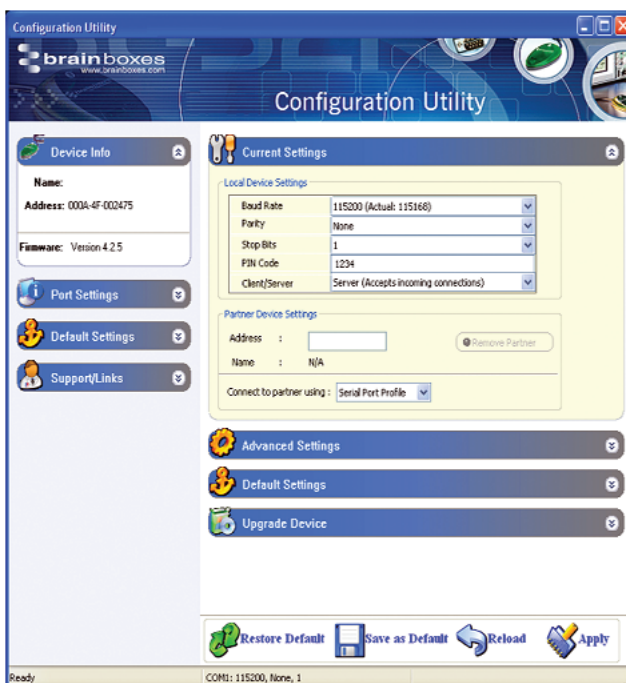 Configuration Utility
brainboxes
www.brainboxes.com
Configuration Utility
Device Info
Name:
Address: 000A-4F-002475
Firmware: Version 4.2.5
Port Settings
Default Settings
Support/Links
Current Settings
Local Device Settings
Baud Rate 115200 (Actual: 115168)
Parity None
Stop Bits 1
PIN Code 1234
Client/Server Server (Accepts incoming connections)
Partner Device Settings
Address :
Remove Partner
Name : N/A
Connect to partner using : Serial Port Profile
Advanced Settings
Default Settings
Upgrade Device
Restore Default
Save as Default
Reload
Apply
Ready
COM1: 115200, None, 1